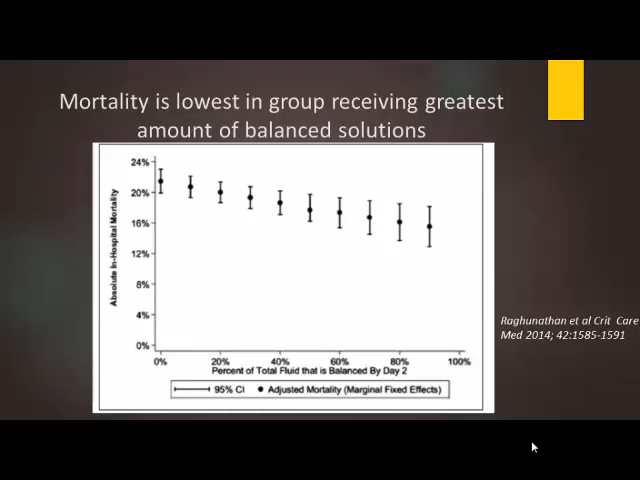 Mortality is lowest in group receiving greatest
amount of balanced solutions
24%
20%
16%
12%
8%
4%
0%
Absolute In-Hospital Mortality
0%
20%
40%
60%
80%
100%
Percent of Total Fluid that is Balanced By Day 2
95% CI
Adjusted Mortality (Marginal Fixed Effects)
Raghunathan et al Crit Care
Med 2014; 42:1585-1591